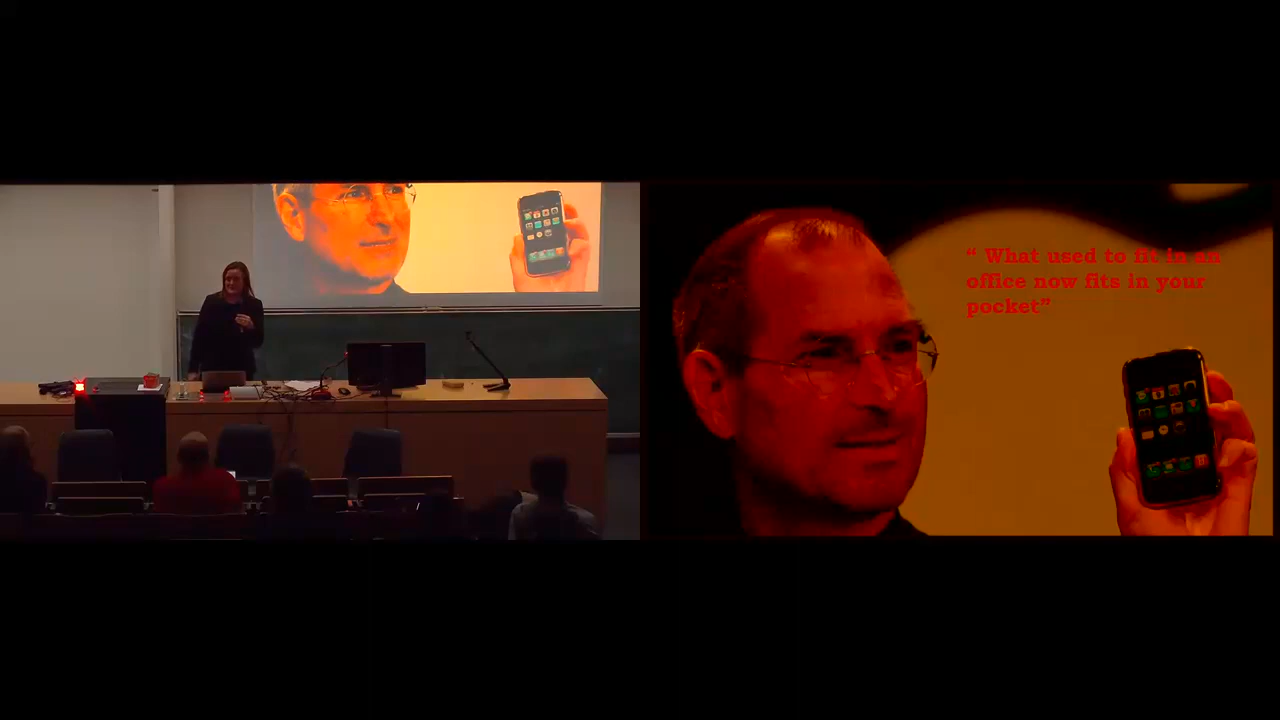 “ What used to fit in an
office now fits in your
pocket”